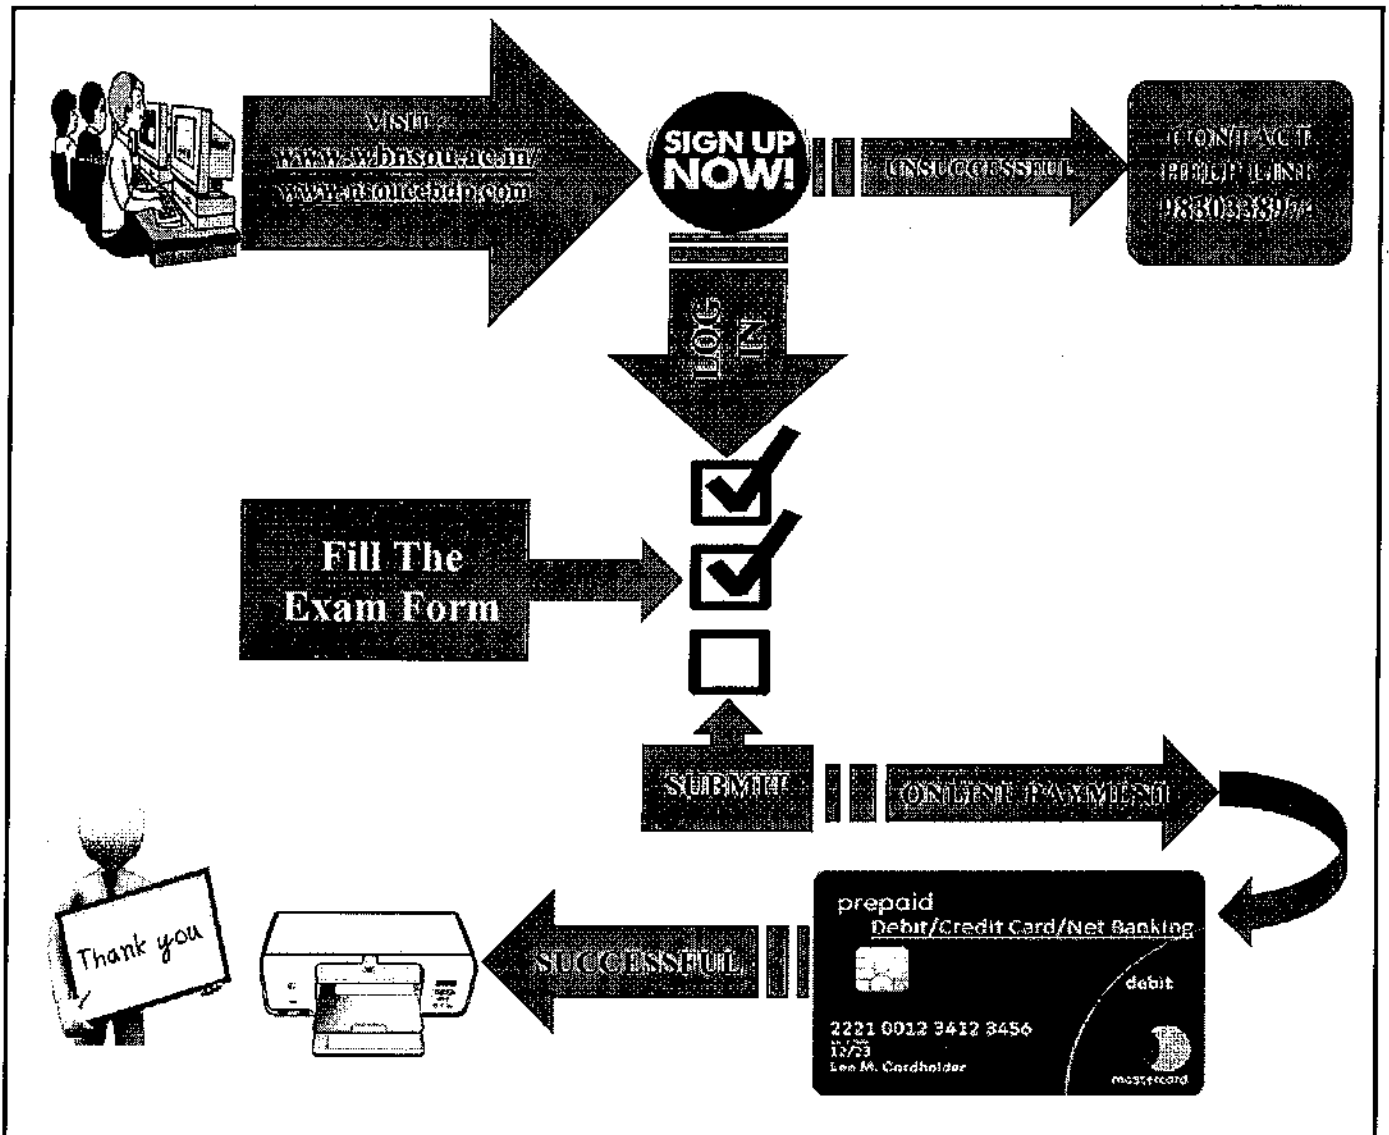 VISIT
www.wbnsou.ac.in/
SIGN UP
NOW!
UNSUCCESSFUL
CONTACT
HELP LINE
LOG
IN
Fill The
Exam Form
SUBMIT
ONLINE PAYMENT
prepaid
Debit/Credit Card/Net Banking
debit
2221 0012 3412 3456
12/23
Lee M. Cardholder
mastercard
SUCCESSFUL
Thank you